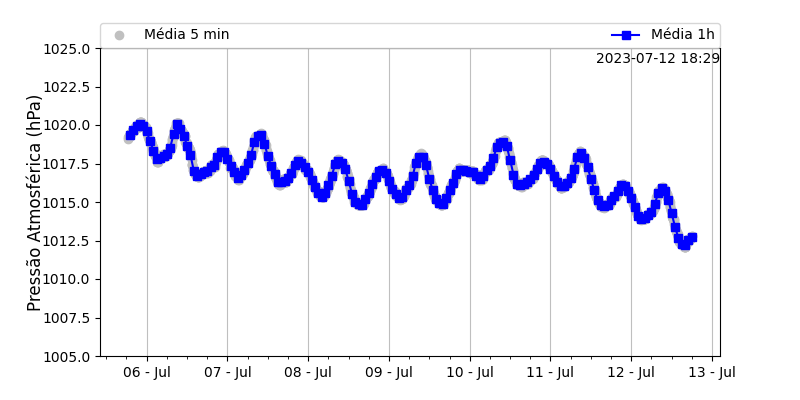 Média 5 min
Média 1h
2023-07-12 18:29
Pressão Atmosférica (hPa)
1025.0
1022.5
1020.0
1017.5
1015.0
1012.5
1010.0
1007.5
1005.0
06 - Jul
07 - Jul
08 - Jul
09 - Jul
10 - Jul
11 - Jul
12 - Jul
13 - Jul